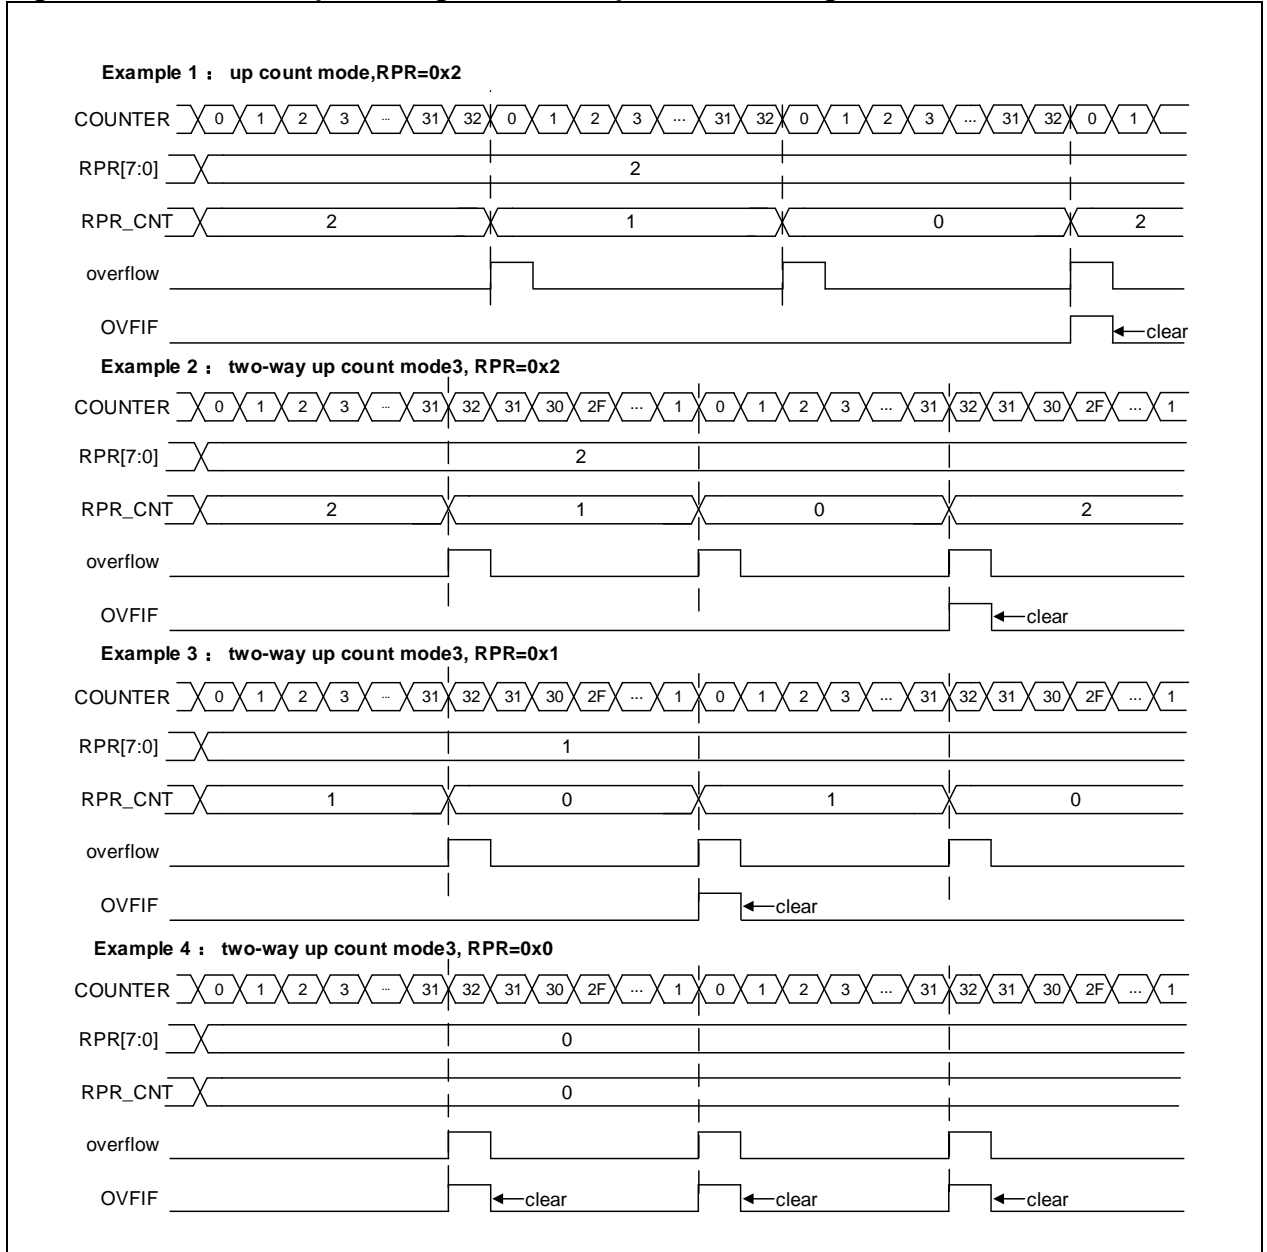 Example 1： up count mode,RPR=0x2
COUNTER 0 1 2 3 ... 31 32 0 1 2 3 ... 31 32 0 1 2 3 ... 31 32 0 1
RPR[7:0] 2
RPR_CNT 2 1 0 2
overflow
OVFIF clear
Example 2： two-way up count mode3, RPR=0x2
COUNTER 0 1 2 3 ... 31 32 31 30 2F ... 1 0 1 2 3 ... 31 32 31 30 2F ... 1
RPR[7:0] 2
RPR_CNT 2 1 0 2
overflow
OVFIF clear
Example 3： two-way up count mode3, RPR=0x1
COUNTER 0 1 2 3 ... 31 32 31 30 2F ... 1 0 1 2 3 ... 31 32 31 30 2F ... 1
RPR[7:0] 1
RPR_CNT 1 0 1 0
overflow
OVFIF clear
Example 4： two-way up count mode3, RPR=0x0
COUNTER 0 1 2 3 ... 31 32 31 30 2F ... 1 0 1 2 3 ... 31 32 31 30 2F ... 1
RPR[7:0] 0
RPR_CNT 0
overflow
OVFIF clear clear clear